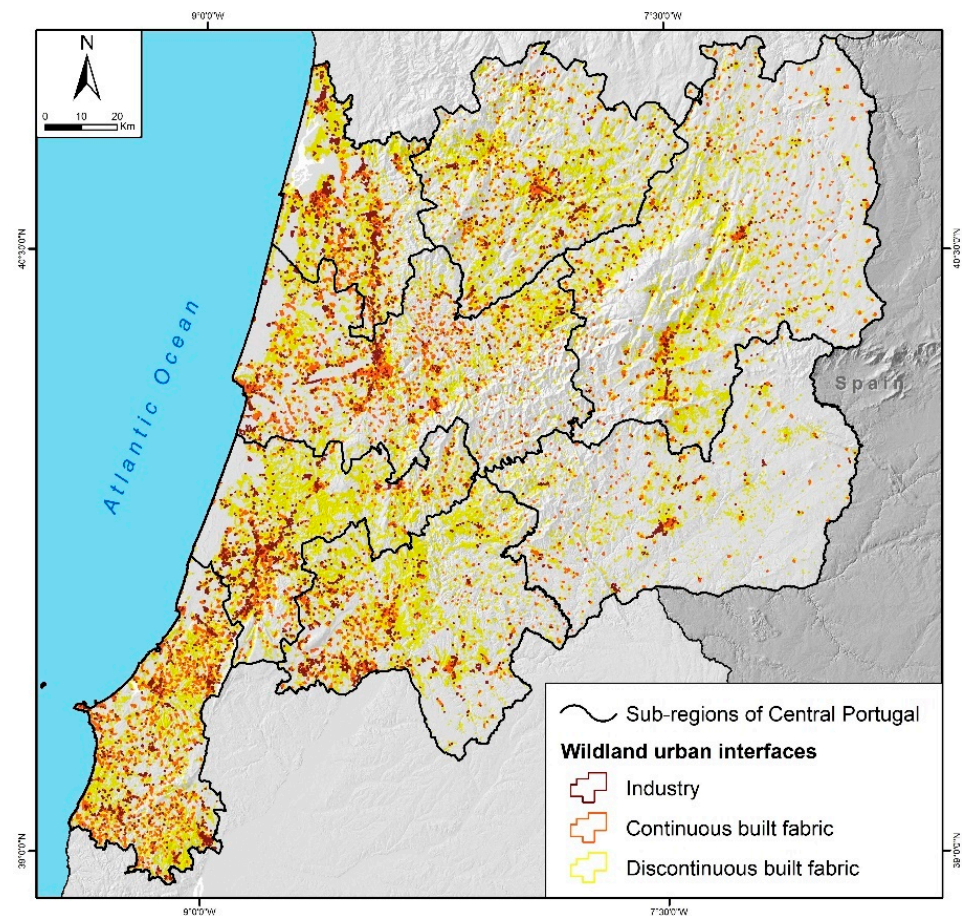 9°0'0"W
7°30'0"W
N
0 10 20
Km
40°30'0"N
40°30'0"N
Atlantic Ocean
Spain
Sub-regions of Central Portugal
Wildland urban interfaces
Industry
Continuous built fabric
Discontinuous built fabric
39°0'0"N
39°0'0"N
9°0'0"W
7°30'0"W